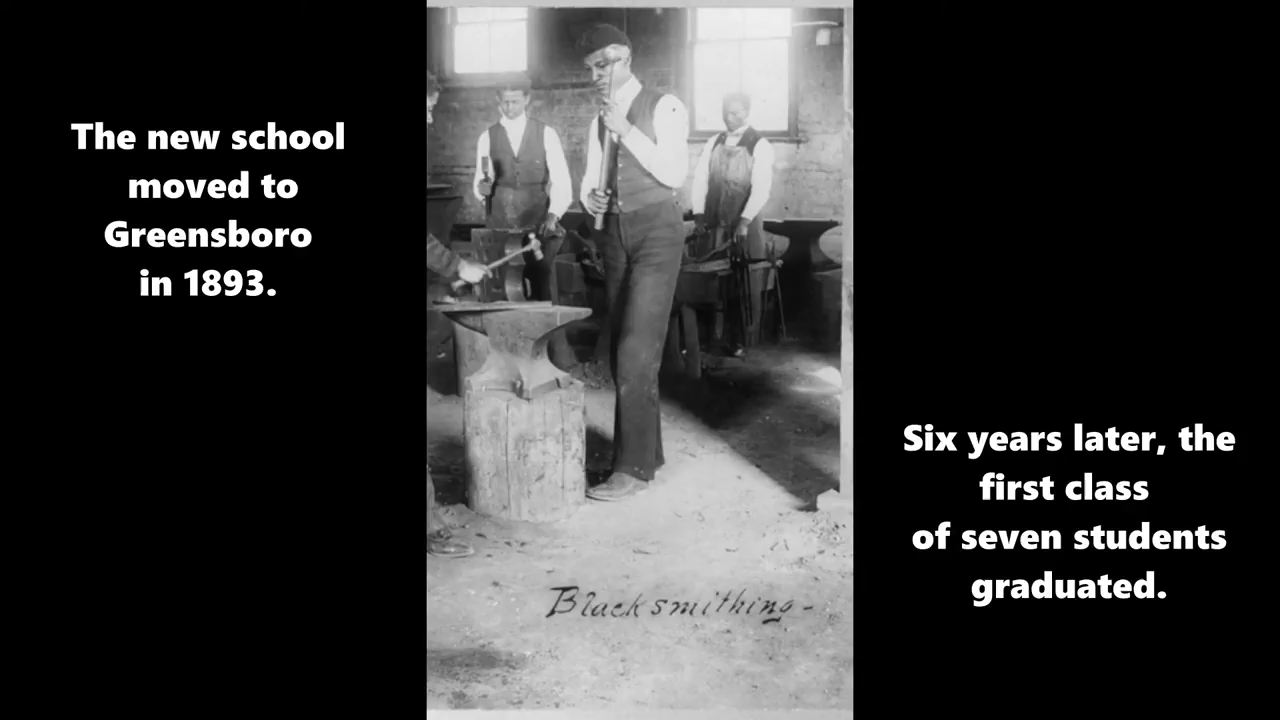 The new school
moved to
Greensboro
in 1893.
Six years later, the
first class
of seven students
graduated.
Blacksmithing-